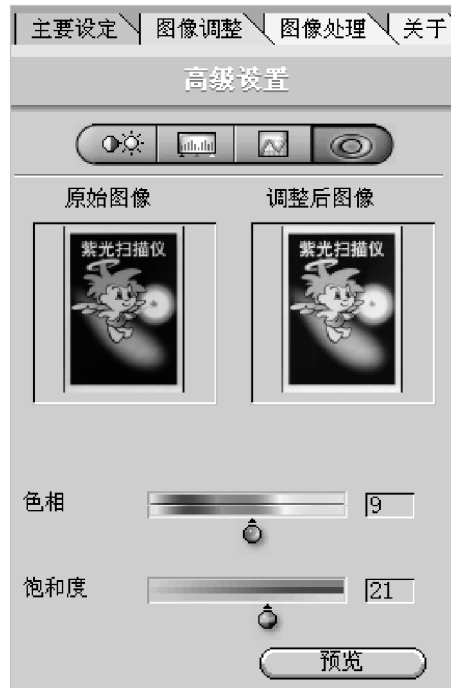 主要设定 图像调整 图像处理 关于
高级设置
原始图像 调整后图像
紫光扫描仪 紫光扫描仪
色相 9
饱和度 21
预览